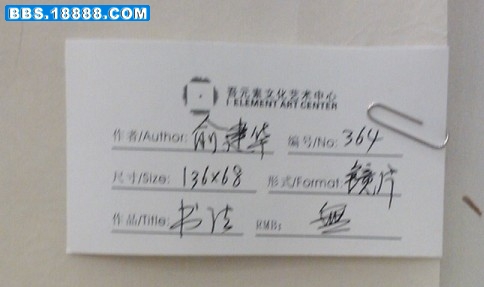 BBS.18888.COM
吾元素文化艺术中心
I ELEMENT ART CENTER
作者/Author: 俞建华 编号/No: 364
尺寸/Size: 136×68 形式/Format: 镜片
作品/Title: 书法 RMB: 無